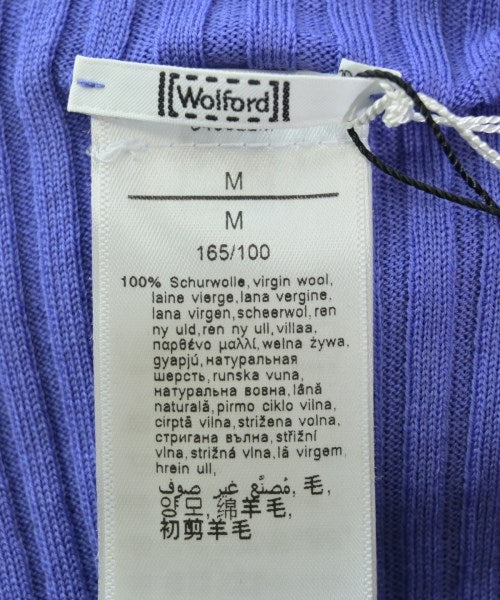 Wolford
M
M
165/100
100% Schurwolle, virgin wool,
laine vierge, lana vergine,
lana virgen, scheerwol, ren
ny uld, ren ny ull, villaa,
παρθένο μαλλί, welna żywa,
gyapjú, натуральная
шерсть, runska vuna,
натуральна вовна, lână
naturală, pirmo ciklo vilna,
cirptā vilna, strižena volna,
стригана вълна, střižní
vlna, strižná vlna, lã virgem,
hrein ull,
صوف غير مُصنَّع, 毛,
양모, 绵羊毛,
初剪羊毛